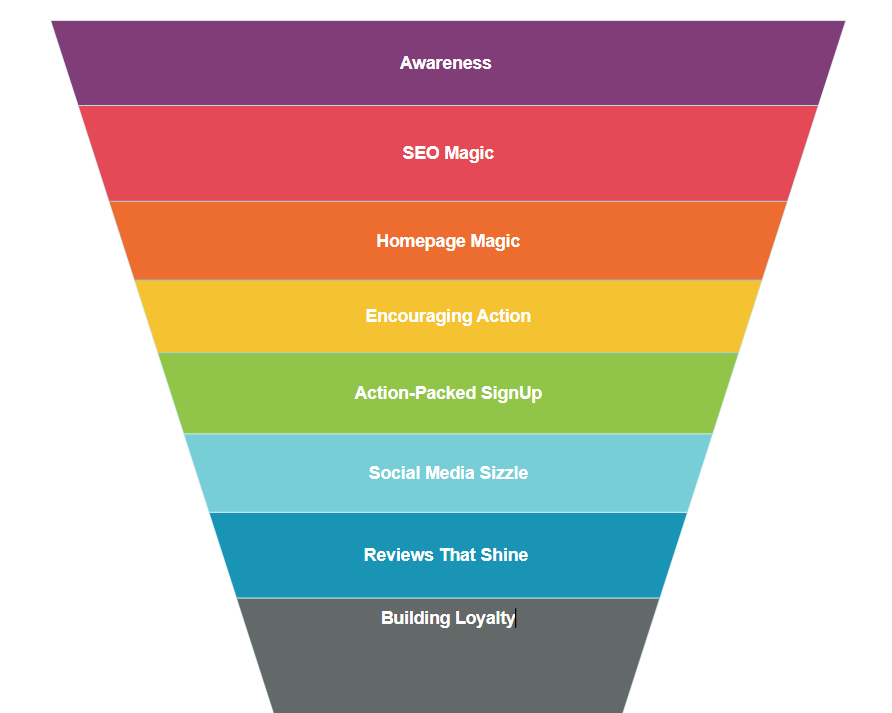 Awareness
SEO Magic
Homepage Magic
Encouraging Action
Action-Packed SignUp
Social Media Sizzle
Reviews That Shine
Building Loyalty